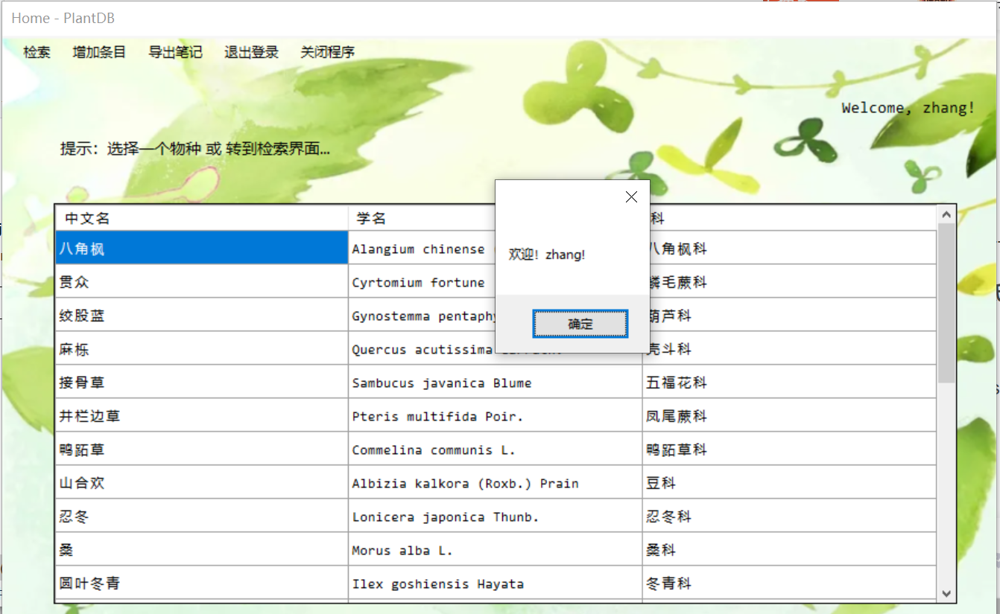 Home - PlantDB
检索 增加条目 导出笔记 退出登录 关闭程序
Welcome, zhang!
提示：选择一个物种 或 转到检索界面...
中文名 学名 科
八角枫 Alangium chinense 八角枫科
欢迎！zhang!
贯众 Cyrtomium fortune 鳞毛蕨科
绞股蓝 Gynostemma pentaphy 葫芦科
确定
麻栎 Quercus acutissima 壳斗科
接骨草 Sambucus javanica Blume 五福花科
井栏边草 Pteris multifida Poir. 凤尾蕨科
鸭跖草 Commelina communis L. 鸭跖草科
山合欢 Albizia kalkora (Roxb.) Prain 豆科
忍冬 Lonicera japonica Thunb. 忍冬科
桑 Morus alba L. 桑科
圆叶冬青 Ilex goshiensis Hayata 冬青科